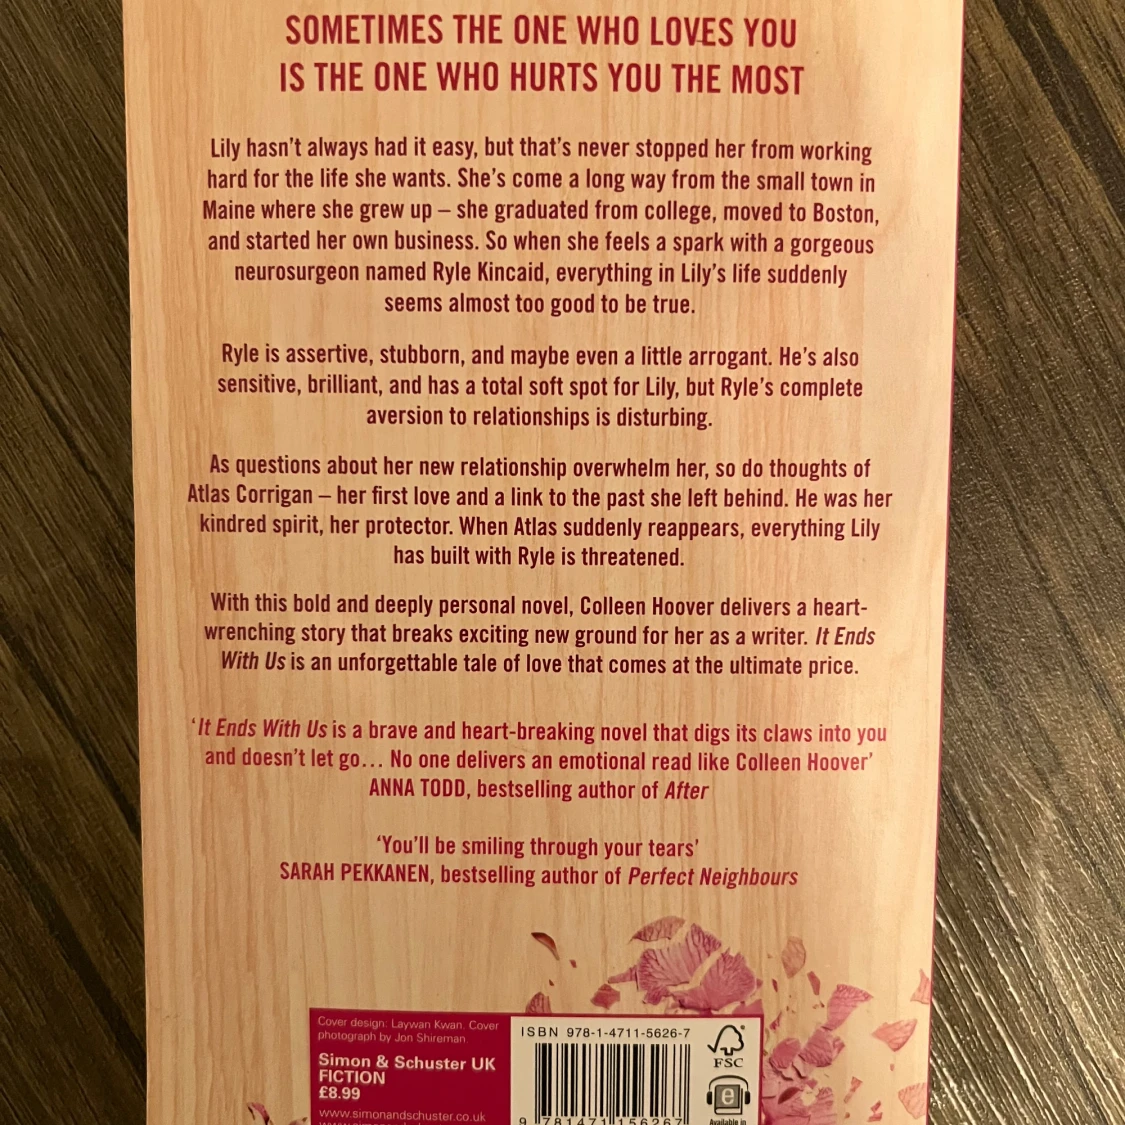 SOMETIMES THE ONE WHO LOVES YOU
IS THE ONE WHO HURTS YOU THE MOST
Lily hasn't always had it easy, but that's never stopped her from working
hard for the life she wants. She's come a long way from the small town in
Maine where she grew up – she graduated from college, moved to Boston,
and started her own business. So when she feels a spark with a gorgeous
neurosurgeon named Ryle Kincaid, everything in Lily's life suddenly
seems almost too good to be true.
Ryle is assertive, stubborn, and maybe even a little arrogant. He's also
sensitive, brilliant, and has a total soft spot for Lily, but Ryle's complete
aversion to relationships is disturbing.
As questions about her new relationship overwhelm her, so do thoughts of
Atlas Corrigan – her first love and a link to the past she left behind. He was her
kindred spirit, her protector. When Atlas suddenly reappears, everything Lily
has built with Ryle is threatened.
With this bold and deeply personal novel, Colleen Hoover delivers a heart-
wrenching story that breaks exciting new ground for her as a writer. It Ends
With Us is an unforgettable tale of love that comes at the ultimate price.
'It Ends With Us is a brave and heart-breaking novel that digs its claws into you
and doesn't let go… No one delivers an emotional read like Colleen Hoover'
ANNA TODD, bestselling author of After
'You'll be smiling through your tears'
SARAH PEKKANEN, bestselling author of Perfect Neighbours
Cover design: Laywan Kwan. Cover
photograph by Jon Shireman.
Simon & Schuster UK
FICTION
£8.99
www.simonandschuster.co.uk
ISBN 978-1-4711-5626-7
9 781471 156267
FSC
e
Available in